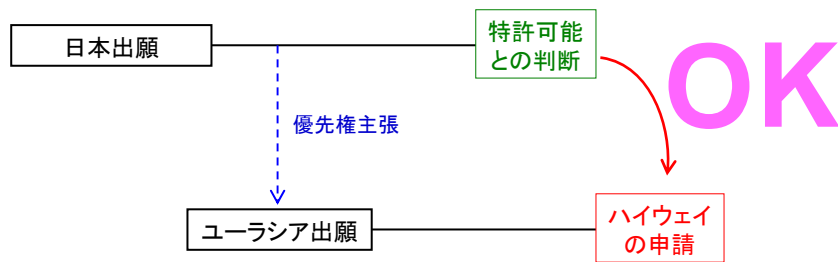 日本出願
特許可能
との判断
OK
優先権主張
ユーラシア出願
ハイウェイ
の申請